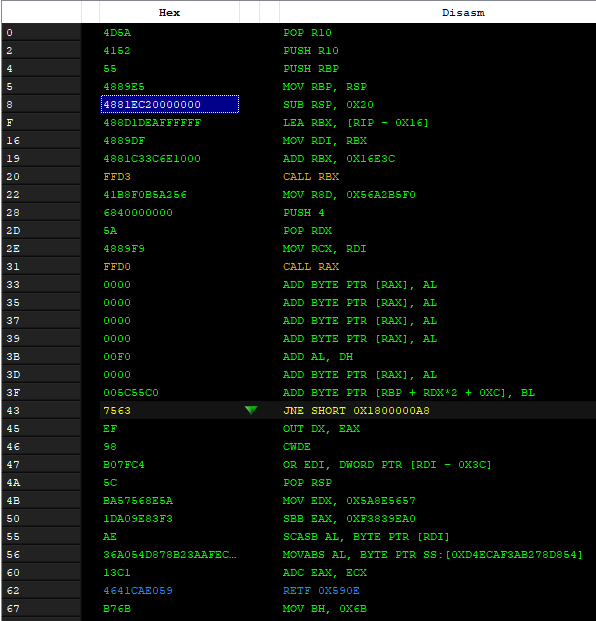 Hex Disasm
0 4D5A POP R10
2 4152 PUSH R10
4 55 PUSH RBP
5 4889E5 MOV RBP, RSP
8 4881EC20000000 SUB RSP, 0X20
F 488D1DEAFFFFFF LEA RBX, [RIP - 0X16]
16 4889DF MOV RDI, RBX
19 4881C33C6E1000 ADD RBX, 0X16E3C
20 FFD3 CALL RBX
22 41B8F0B5A256 MOV R8D, 0X56A2B5F0
28 6840000000 PUSH 4
2D 5A POP RDX
2E 4889F9 MOV RCX, RDI
31 FFD0 CALL RAX
33 0000 ADD BYTE PTR [RAX], AL
35 0000 ADD BYTE PTR [RAX], AL
37 0000 ADD BYTE PTR [RAX], AL
39 0000 ADD BYTE PTR [RAX], AL
3B 00F0 ADD AL, DH
3D 0000 ADD BYTE PTR [RAX], AL
3F 005C55C0 ADD BYTE PTR [RBP + RDX*2 + 0XC], BL
43 7563 JNE SHORT 0X1800000A8
45 EF OUT DX, EAX
46 98 CWDE
47 B07FC4 OR EDI, DWORD PTR [RDI - 0X3C]
4A 5C POP RSP
4B BA57568E5A MOV EDX, 0X5A8E5657
50 1DA09E83F3 SBB EAX, 0XF3839EA0
55 AE SCASB AL, BYTE PTR [RDI]
56 36A054D878B23AAFEC... MOVABS AL, BYTE PTR SS:[0XD4ECAF3AB278D854]
60 13C1 ADC EAX, ECX
62 4641CAE059 RETF 0X590E
67 B76B MOV BH, 0X6B